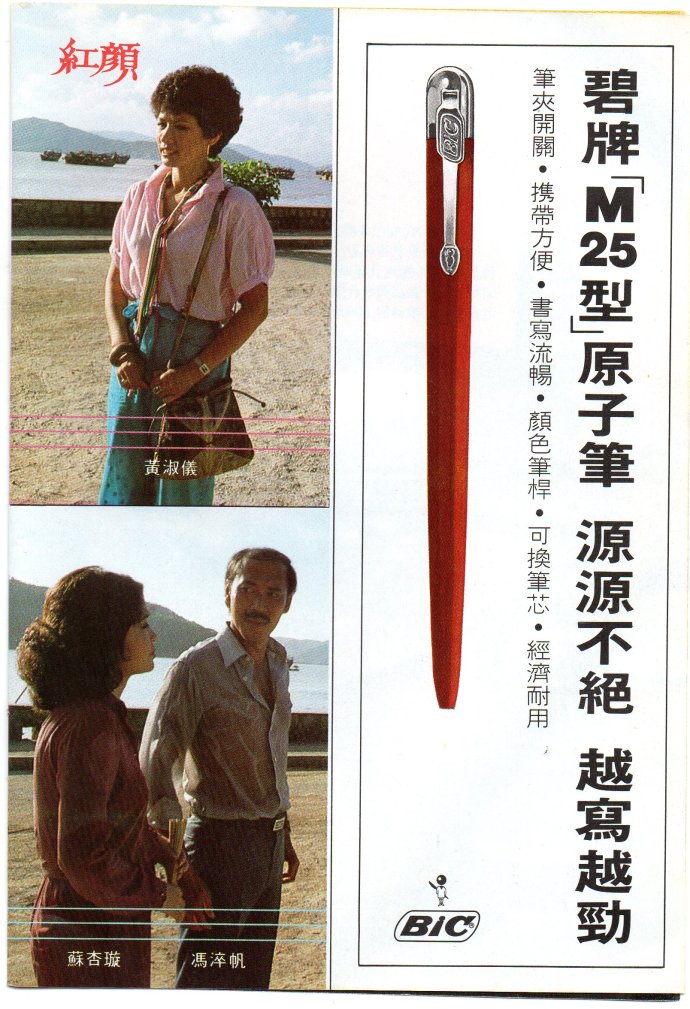 紅顔
黃淑儀
蘇杏璇
馮淬帆
碧牌「M25型」原子筆 源源不絕 越寫越勁
筆夾開關•携帶方便•書寫流暢•顏色筆桿•可換筆芯•經濟耐用
BiC
BiC®